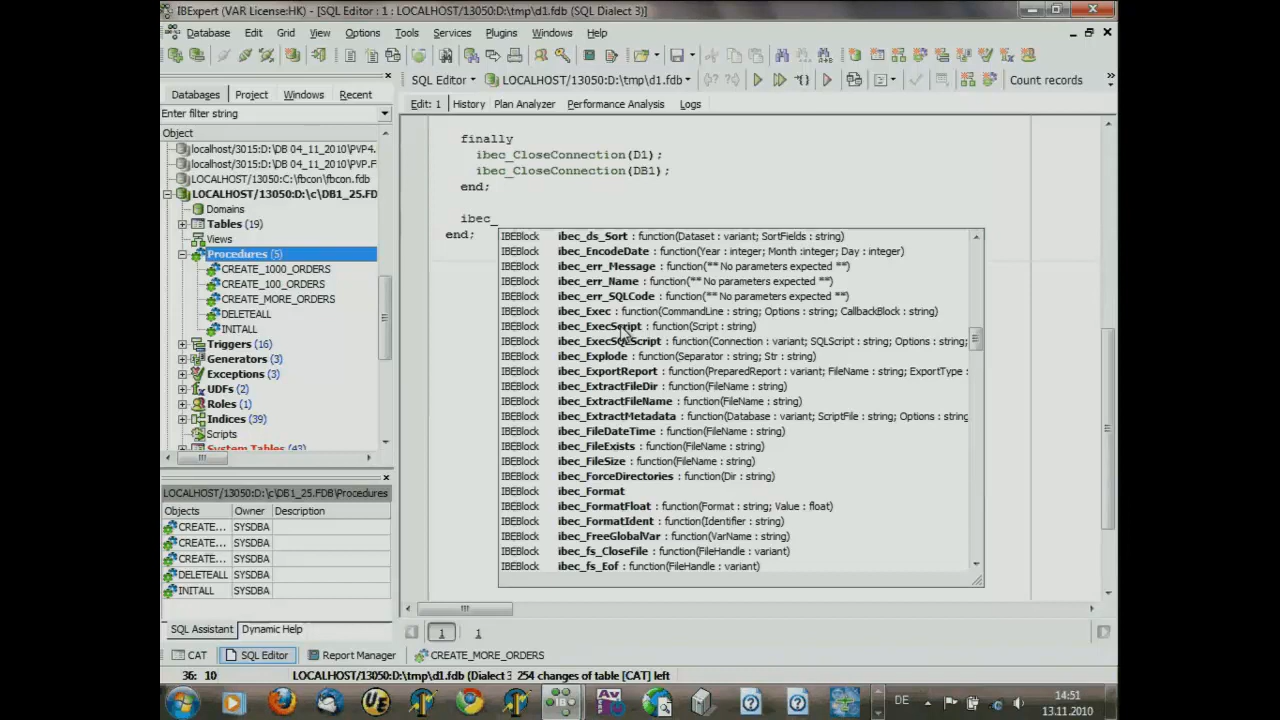 IBExpert (VAR License:HK) - [SQL Editor : 1 : LOCALHOST/13050:D:\tmp\d1.fdb (SQL Dialect 3)]
Database Edit Grid View Options Tools Services Plugins Windows Help
SQL Editor LOCALHOST/13050:D:\tmp\d1.fdb Count records
Databases Project Windows Recent
Edit: 1 History Plan Analyzer Performance Analysis Logs
Enter filter string
Object
localhost/3015:D:\DB 04_11_2010\PVP4.
localhost/3015:D:\DB 04_11_2010\PVP.F
LOCALHOST/13050:C:\fbcon\fbcon.fdb
LOCALHOST/13050:D:\c\DB1_25.FD
Domains
Tables (19)
Views
Procedures (5)
CREATE_1000_ORDERS
CREATE_100_ORDERS
CREATE_MORE_ORDERS
DELETEALL
INITALL
Triggers (16)
Generators (3)
Exceptions (3)
UDFs (2)
Roles (1)
Indices (39)
Scripts
System Tables (43)
finally
ibec_CloseConnection(D1);
ibec_CloseConnection(DB1);
end;
ibec_
end;
IBEBlock ibec_ds_Sort : function(Dataset : variant; SortFields : string)
IBEBlock ibec_EncodeDate : function(Year : integer; Month :integer; Day : integer)
IBEBlock ibec_err_Message : function(** No parameters expected **)
IBEBlock ibec_err_Name : function(** No parameters expected **)
IBEBlock ibec_err_SQLCode : function(** No parameters expected **)
IBEBlock ibec_Exec : function(CommandLine : string; Options : string; CallbackBlock : string)
IBEBlock ibec_ExecScript : function(Script : string)
IBEBlock ibec_ExecSQLScript : function(Connection : variant; SQLScript : string; Options : string;
IBEBlock ibec_Explode : function(Separator : string; Str : string)
IBEBlock ibec_ExportReport : function(PreparedReport : variant; FileName : string; ExportType :
IBEBlock ibec_ExtractFileDir : function(FileName : string)
IBEBlock ibec_ExtractFileName : function(FileName : string)
IBEBlock ibec_ExtractMetadata : function(Database : variant; ScriptFile : string; Options : string
IBEBlock ibec_FileDateTime : function(FileName : string)
IBEBlock ibec_FileExists : function(FileName : string)
IBEBlock ibec_FileSize : function(FileName : string)
IBEBlock ibec_ForceDirectories : function(Dir : string)
IBEBlock ibec_Format
IBEBlock ibec_FormatFloat : function(Format : string; Value : float)
IBEBlock ibec_FormatIdent : function(Identifier : string)
IBEBlock ibec_FreeGlobalVar : function(VarName : string)
IBEBlock ibec_fs_CloseFile : function(FileHandle : variant)
IBEBlock ibec_fs_Eof : function(FileHandle : variant)
LOCALHOST/13050:D:\c\DB1_25.FDB\Procedures
Objects Owner Description
CREATE... SYSDBA
CREATE... SYSDBA
CREATE... SYSDBA
DELETEALL SYSDBA
INITALL SYSDBA
SQL Assistant Dynamic Help
1 1
CAT SQL Editor Report Manager CREATE_MORE_ORDERS
36: 10 LOCALHOST/13050:D:\tmp\d1.fdb (Dialect 3 254 changes of table [CAT] left
DE 14:51
13.11.2010